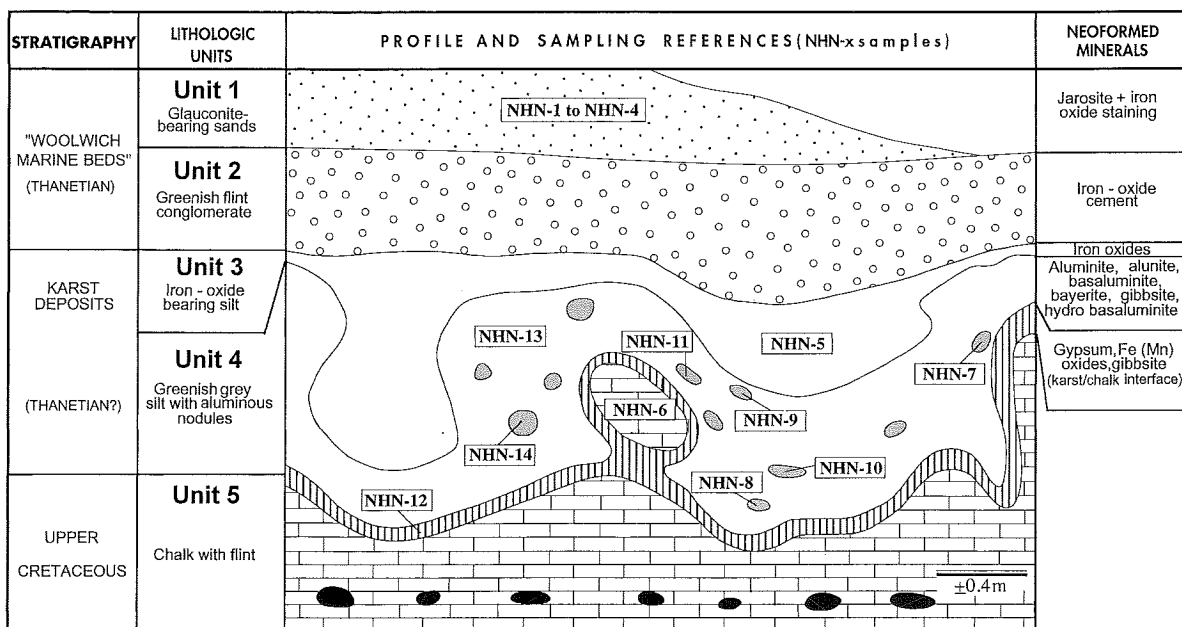 STRATIGRAPHY
LITHOLOGIC
UNITS
PROFILE AND SAMPLING REFERENCES (NHN-x samples)
NEOFORMED
MINERALS
"WOOLWICH
MARINE BEDS"
(THANETIAN)
Unit 1
Glauconite-
bearing sands
NHN-1 to NHN-4
Jarosite + iron
oxide staining
Unit 2
Greenish flint
conglomerate
Iron - oxide
cement
KARST
DEPOSITS
(THANETIAN?)
Unit 3
Iron - oxide
bearing silt
Iron oxides
Aluminite, alunite,
basaluminite,
bayerite, gibbsite,
hydro basaluminite
Unit 4
Greenish grey
silt with aluminous
nodules
NHN-13
NHN-11
NHN-5
NHN-7
NHN-6
NHN-9
NHN-14
NHN-10
NHN-8
NHN-12
Gypsum, Fe (Mn)
oxides, gibbsite
(karst/chalk interface)
UPPER
CRETACEOUS
Unit 5
Chalk with flint
±0.4m